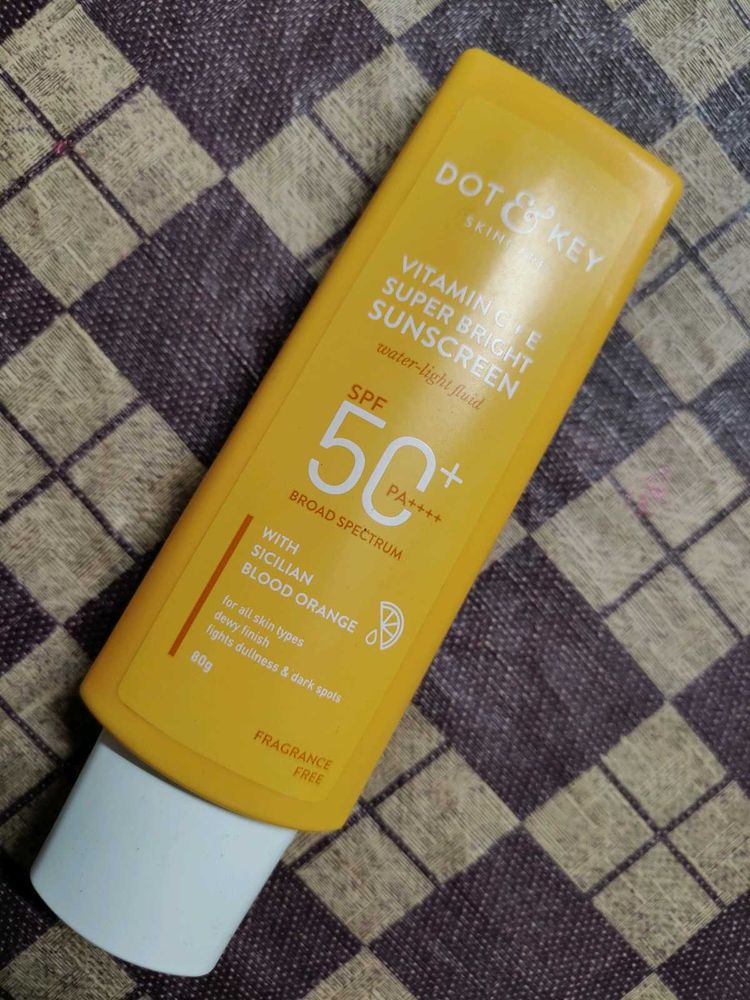 DOT & KEY
SKINCARE
VITAMIN C + E
SUPER BRIGHT
SUNSCREEN
water-light fluid
SPF
50+
PA++++
BROAD SPECTRUM
WITH
SICILIAN
BLOOD ORANGE
for all skin types
dewy finish
fights dullness & dark spots
80g
FRAGRANCE
FREE